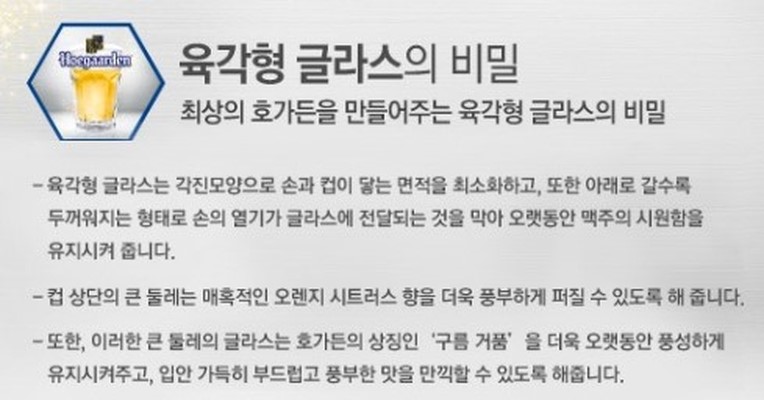 Hoegaarden
육각형 글라스의 비밀
최상의 호가든을 만들어주는 육각형 글라스의 비밀
- 육각형 글라스는 각진모양으로 손과 컵이 닿는 면적을 최소화하고, 또한 아래로 갈수록
두꺼워지는 형태로 손의 열기가 글라스에 전달되는 것을 막아 오랫동안 맥주의 시원함을
유지시켜 줍니다.
- 컵 상단의 큰 둘레는 매혹적인 오렌지 시트러스 향을 더욱 풍부하게 퍼질 수 있도록 해 줍니다.
- 또한, 이러한 큰 둘레의 글라스는 호가든의 상징인 '구름 거품' 을 더욱 오랫동안 풍성하게
유지시켜주고, 입안 가득히 부드럽고 풍부한 맛을 만끽할 수 있도록 해줍니다.